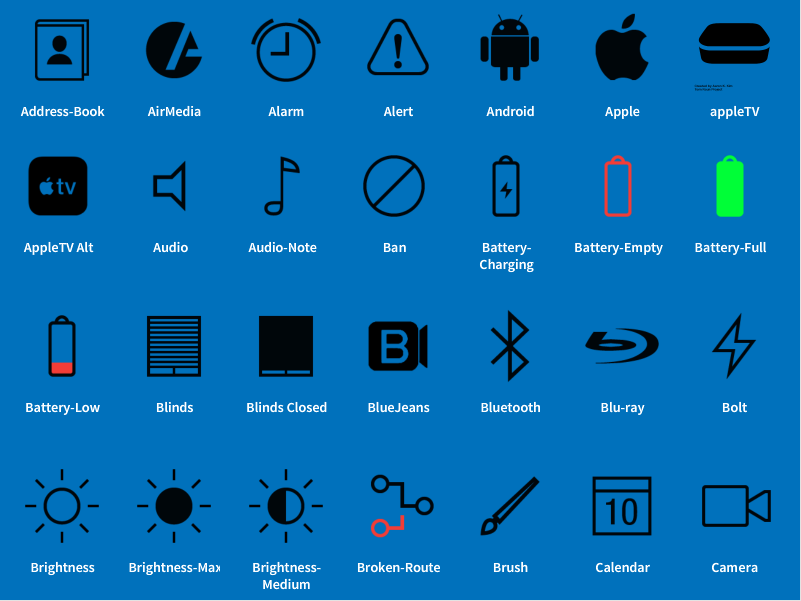 Address-Book
AirMedia
Alarm
Alert
Android
Apple
appleTV
tv
AppleTV Alt
Audio
Audio-Note
Ban
Battery-
Charging
Battery-Empty
Battery-Full
B
Battery-Low
Blinds
Blinds Closed
BlueJeans
Bluetooth
Blu-ray
Bolt
10
Brightness
Brightness-Max
Brightness-
Medium
Broken-Route
Brush
Calendar
Camera